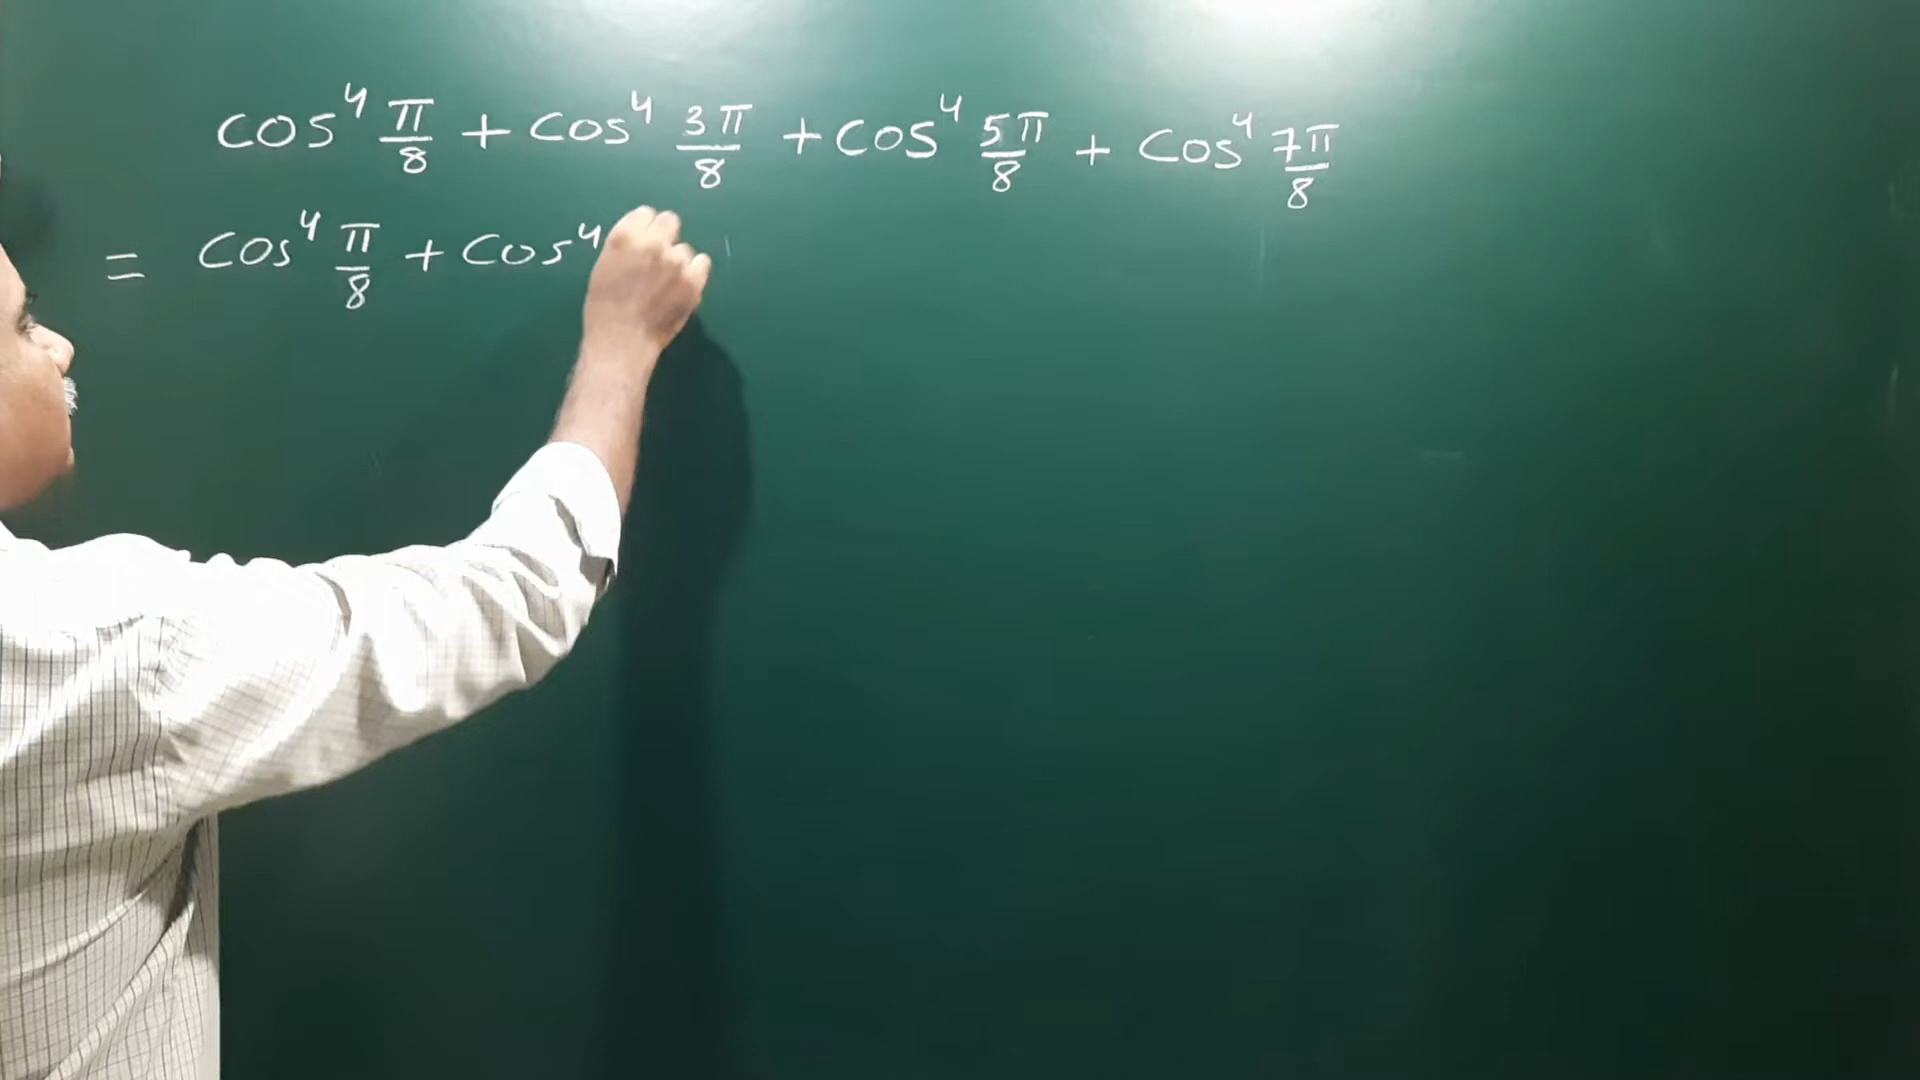 cos⁴ π/8 + cos⁴ 3π/8 + cos⁴ 5π/8 + cos⁴ 7π/8
= cos⁴ π/8 + cos⁴